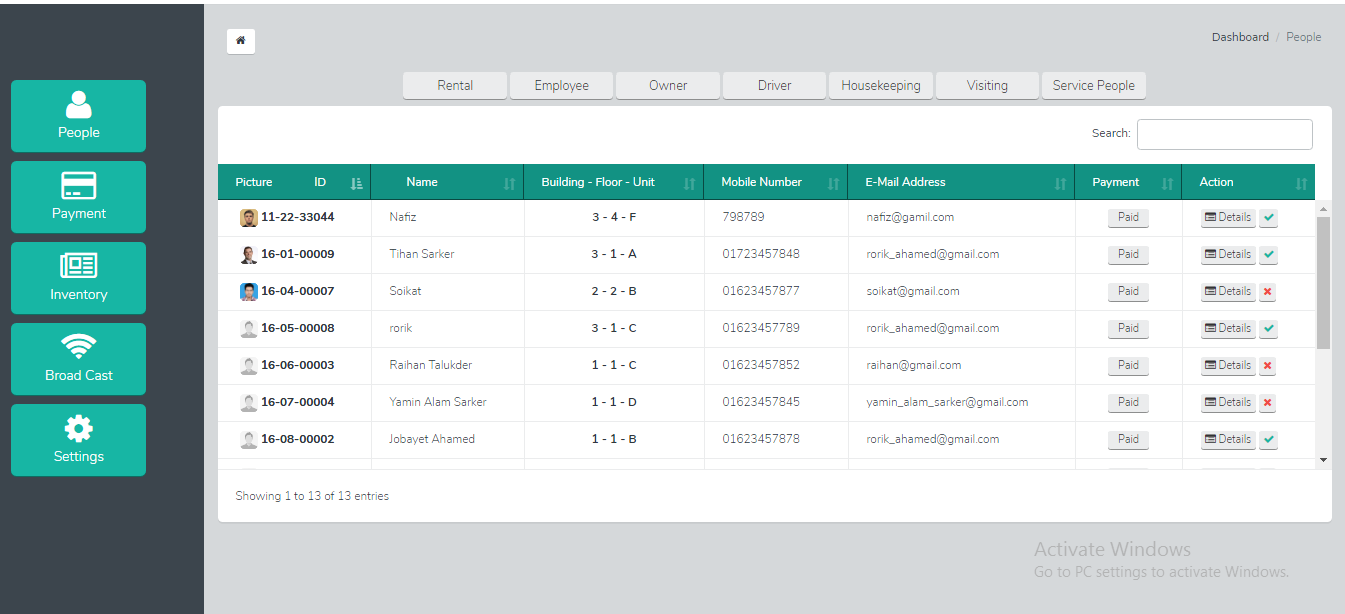 Dashboard / People
People
Payment
Inventory
Broad Cast
Settings
Rental Employee Owner Driver Housekeeping Visiting Service People
Search:
Picture ID Name Building - Floor - Unit Mobile Number E-Mail Address Payment Action
11-22-33044 Nafiz 3 - 4 - F 798789 nafiz@gamil.com Paid Details
16-01-00009 Tihan Sarker 3 - 1 - A 01723457848 rorik_ahamed@gmail.com Paid Details
16-04-00007 Soikat 2 - 2 - B 01623457877 soikat@gmail.com Paid Details
16-05-00008 rorik 3 - 1 - C 01623457789 rorik_ahamed@gmail.com Paid Details
16-06-00003 Raihan Talukder 1 - 1 - C 01623457852 raihan@gmail.com Paid Details
16-07-00004 Yamin Alam Sarker 1 - 1 - D 01623457845 yamin_alam_sarker@gmail.com Paid Details
16-08-00002 Jobayet Ahamed 1 - 1 - B 01623457878 rorik_ahamed@gmail.com Paid Details
Showing 1 to 13 of 13 entries
Activate Windows
Go to PC settings to activate Windows.